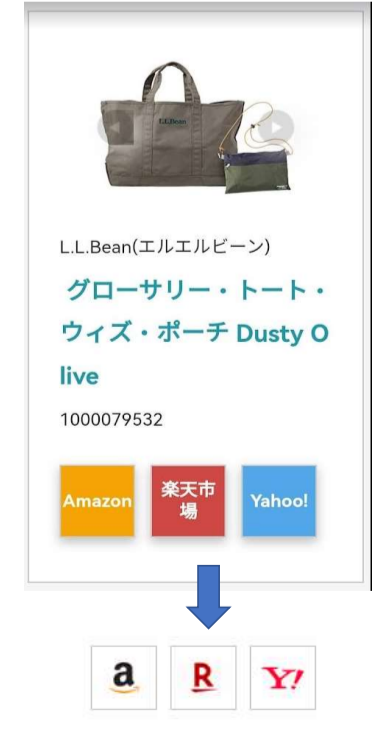 L.L.Bean
L.L.Bean(エルエルビーン)
グローサリー・トート・
ウィズ・ポーチ Dusty O
live
1000079532
Amazon
楽天市
場
Yahoo!
a
R
Y!